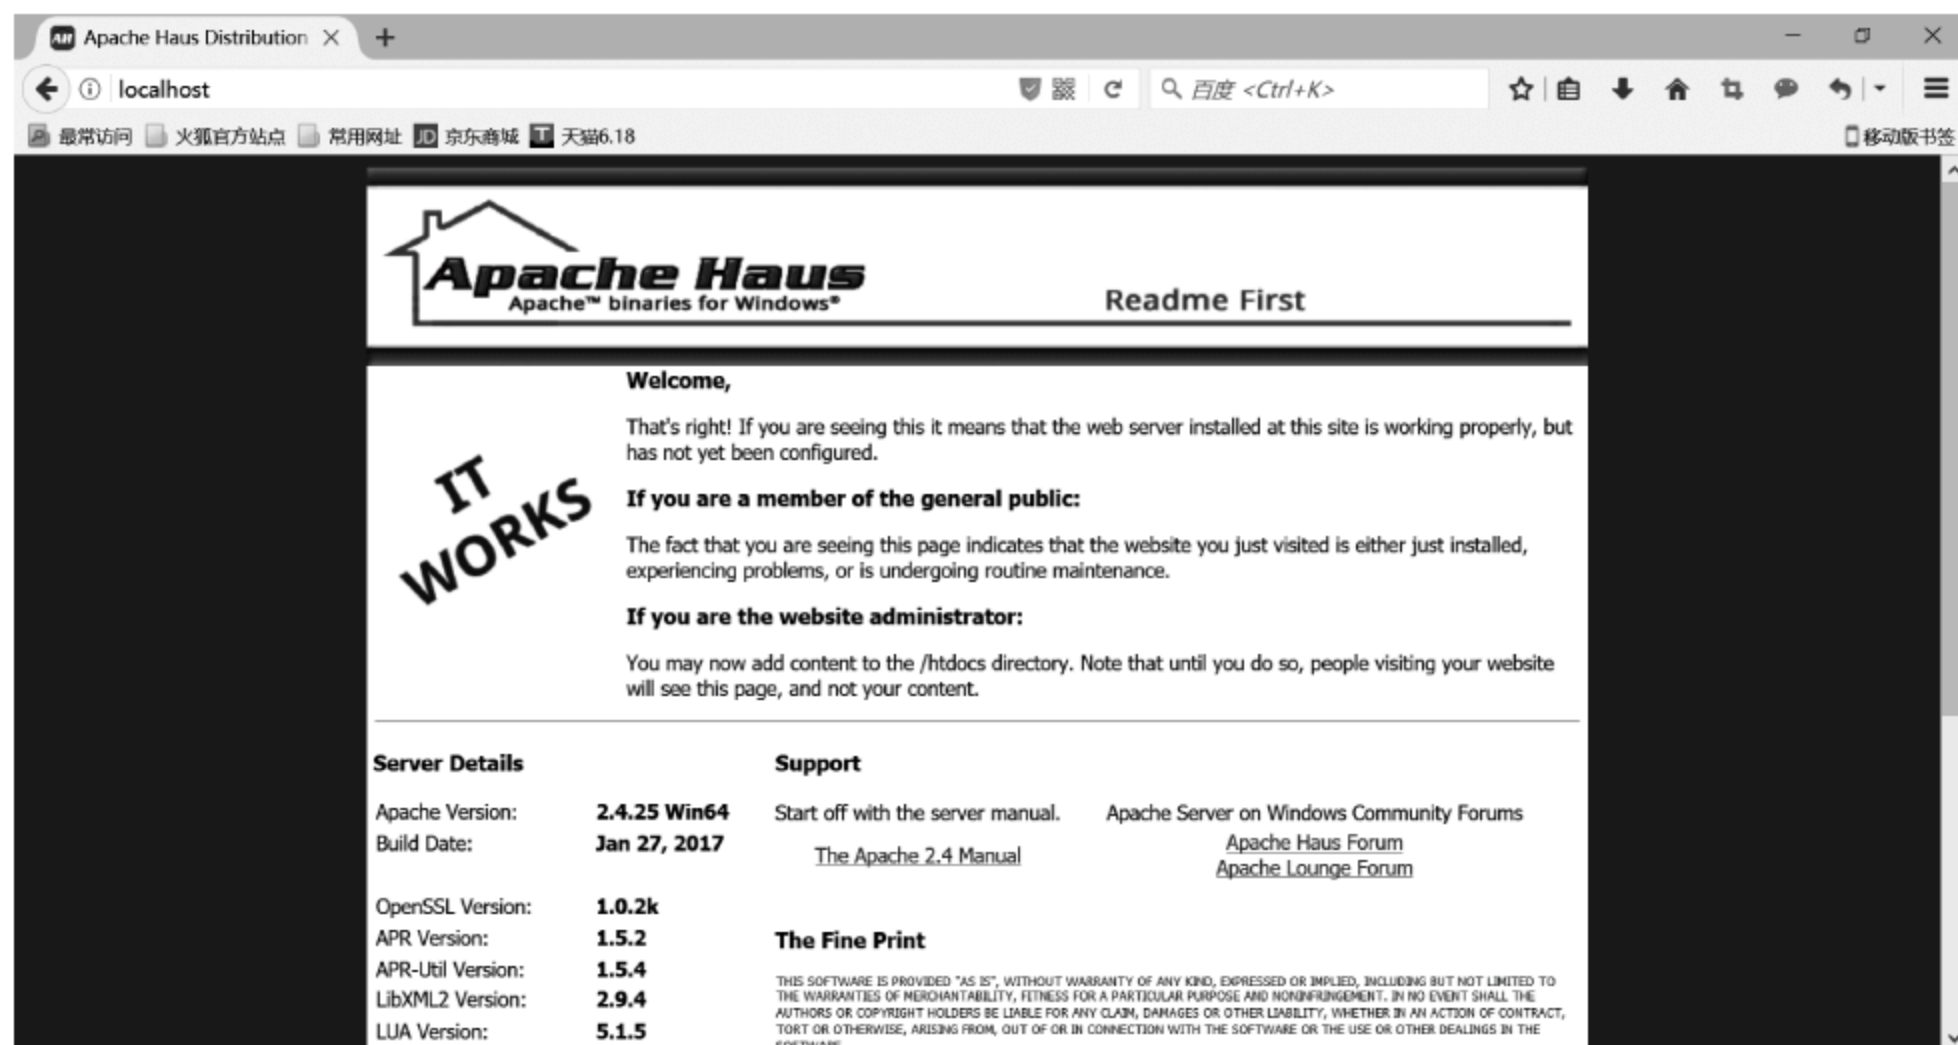 AH Apache Haus Distribution
localhost
百度 <Ctrl+K>
最常访问 火狐官方站点 常用网址 JD 京东商城 T 天猫6.18 移动版书签
Apache Haus
Apache™ binaries for Windows®
Readme First
IT
WORKS
Welcome,
That's right! If you are seeing this it means that the web server installed at this site is working properly, but
has not yet been configured.
If you are a member of the general public:
The fact that you are seeing this page indicates that the website you just visited is either just installed,
experiencing problems, or is undergoing routine maintenance.
If you are the website administrator:
You may now add content to the /htdocs directory. Note that until you do so, people visiting your website
will see this page, and not your content.
Server Details
Apache Version: 2.4.25 Win64
Build Date: Jan 27, 2017
OpenSSL Version: 1.0.2k
APR Version: 1.5.2
APR-Util Version: 1.5.4
LibXML2 Version: 2.9.4
LUA Version: 5.1.5
Support
Start off with the server manual.
The Apache 2.4 Manual
Apache Server on Windows Community Forums
Apache Haus Forum
Apache Lounge Forum
The Fine Print
THIS SOFTWARE IS PROVIDED "AS IS", WITHOUT WARRANTY OF ANY KIND, EXPRESSED OR IMPLIED, INCLUDING BUT NOT LIMITED TO
THE WARRANTIES OF MERCHANTABILITY, FITNESS FOR A PARTICULAR PURPOSE AND NONINFRINGEMENT. IN NO EVENT SHALL THE
AUTHORS OR COPYRIGHT HOLDERS BE LIABLE FOR ANY CLAIM, DAMAGES OR OTHER LIABILITY, WHETHER IN AN ACTION OF CONTRACT,
TORT OR OTHERWISE, ARISING FROM, OUT OF OR IN CONNECTION WITH THE SOFTWARE OR THE USE OR OTHER DEALINGS IN THE